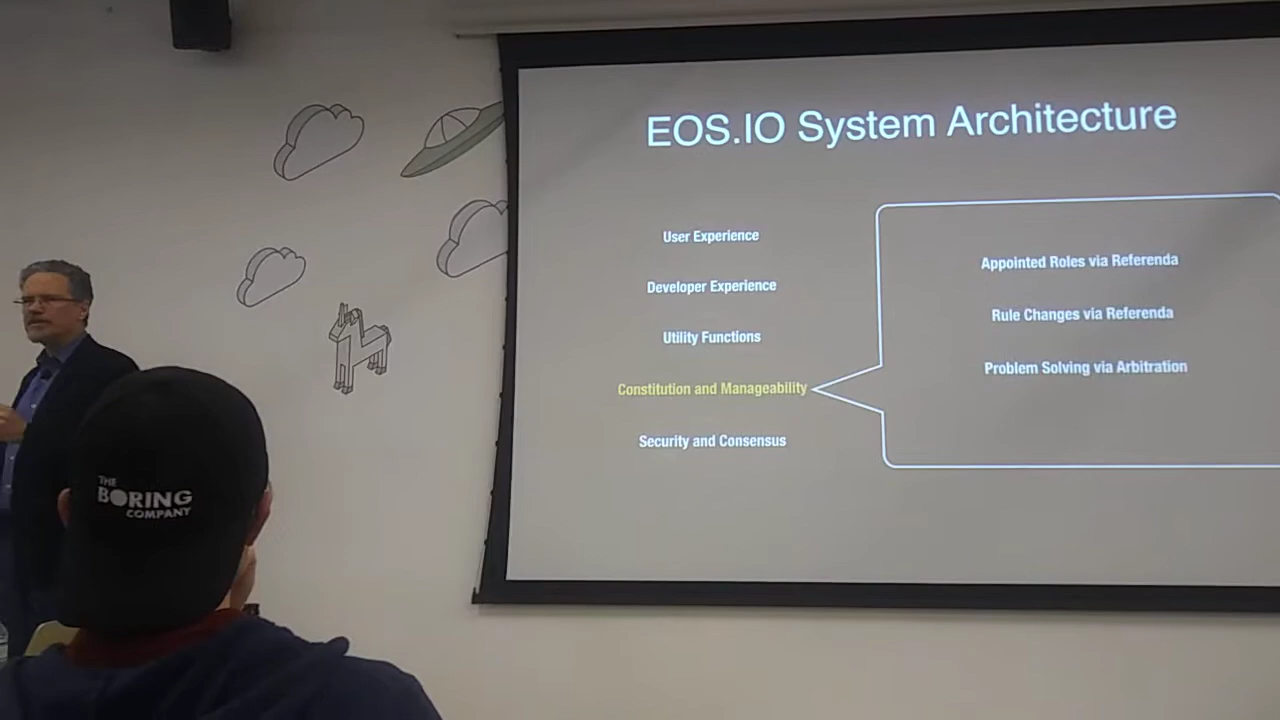 EOS.IO System Architecture
User Experience
Developer Experience
Utility Functions
Constitution and Manageability
Security and Consensus
Appointed Roles via Referenda
Rule Changes via Referenda
Problem Solving via Arbitration
THE
BORING
COMPANY